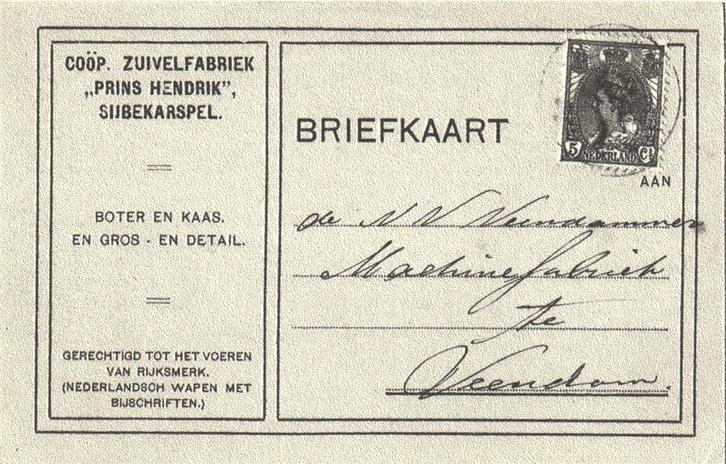 COÖP. ZUIVELFABRIEK
„PRINS HENDRIK”,
SIJBEKARSPEL.
BOTER EN KAAS.
EN GROS - EN DETAIL.
GERECHTIGD TOT HET VOEREN
VAN RIJKSMERK.
(NEDERLANDSCH WAPEN MET
BIJSCHRIFTEN.)
BRIEFKAART
5 NEDERLAND Ct
AAN
de N V Veendammer
Machinefabriek
te
Veendam.